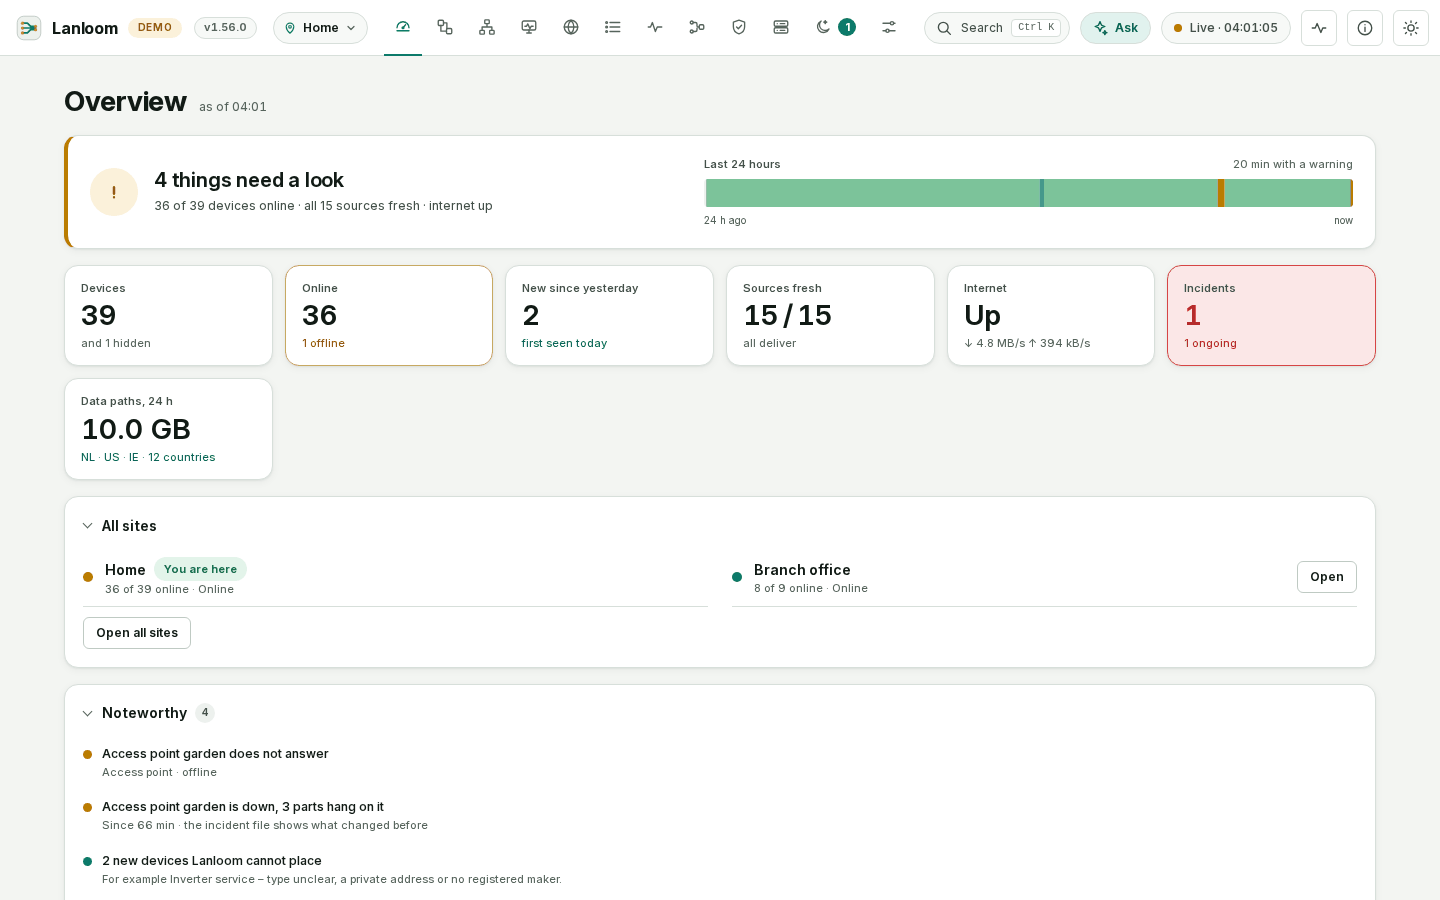 Lanloom DEMO v1.56.0 Home 1 Search Ctrl K Ask Live · 04:01:05
Overview as of 04:01
! 4 things need a look
36 of 39 devices online · all 15 sources fresh · internet up
Last 24 hours 20 min with a warning
24 h ago now
Devices
39
and 1 hidden
Online
36
1 offline
New since yesterday
2
first seen today
Sources fresh
15 / 15
all deliver
Internet
Up
↓ 4.8 MB/s ↑ 394 kB/s
Incidents
1
1 ongoing
Data paths, 24 h
10.0 GB
NL · US · IE · 12 countries
All sites
Home You are here
36 of 39 online · Online
Branch office
8 of 9 online · Online
Open
Open all sites
Noteworthy 4
Access point garden does not answer
Access point · offline
Access point garden is down, 3 parts hang on it
Since 66 min · the incident file shows what changed before
2 new devices Lanloom cannot place
For example Inverter service – type unclear, a private address or no registered maker.